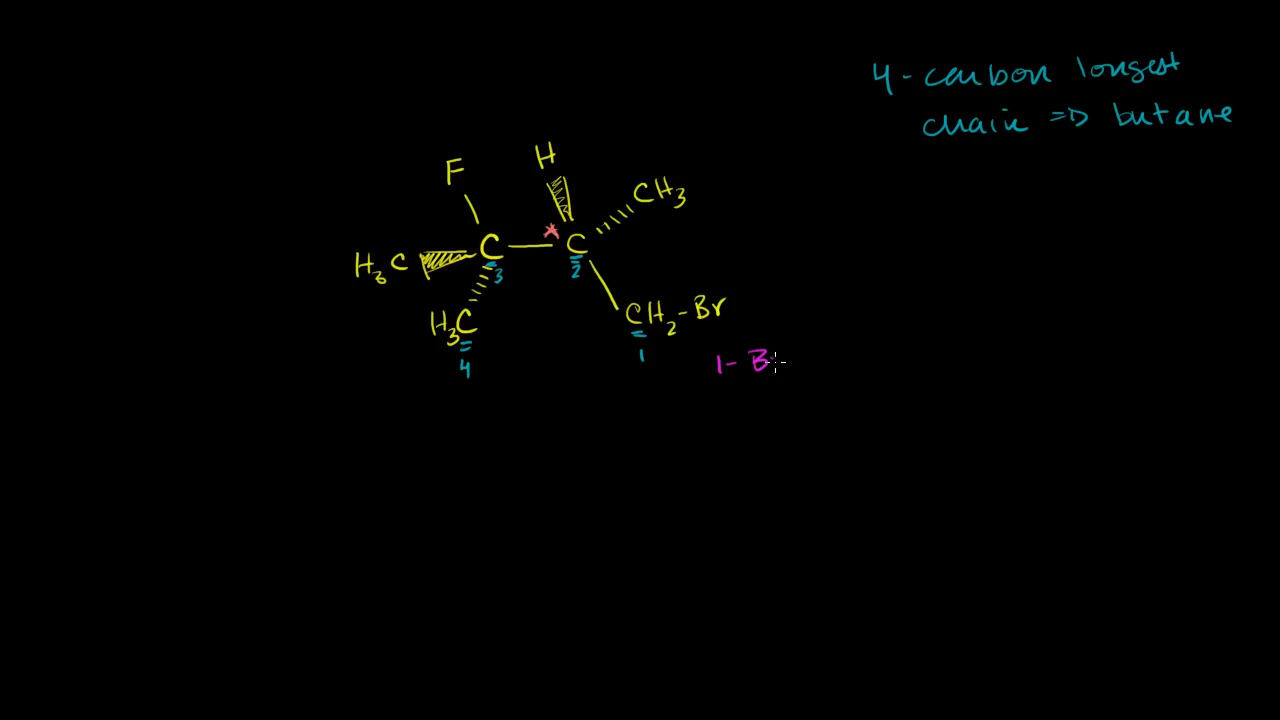 4-carbon longest
chain => butane
H
F
CH3
*
C C
3 2
H3C
H3C CH2-Br
4 1
1- B